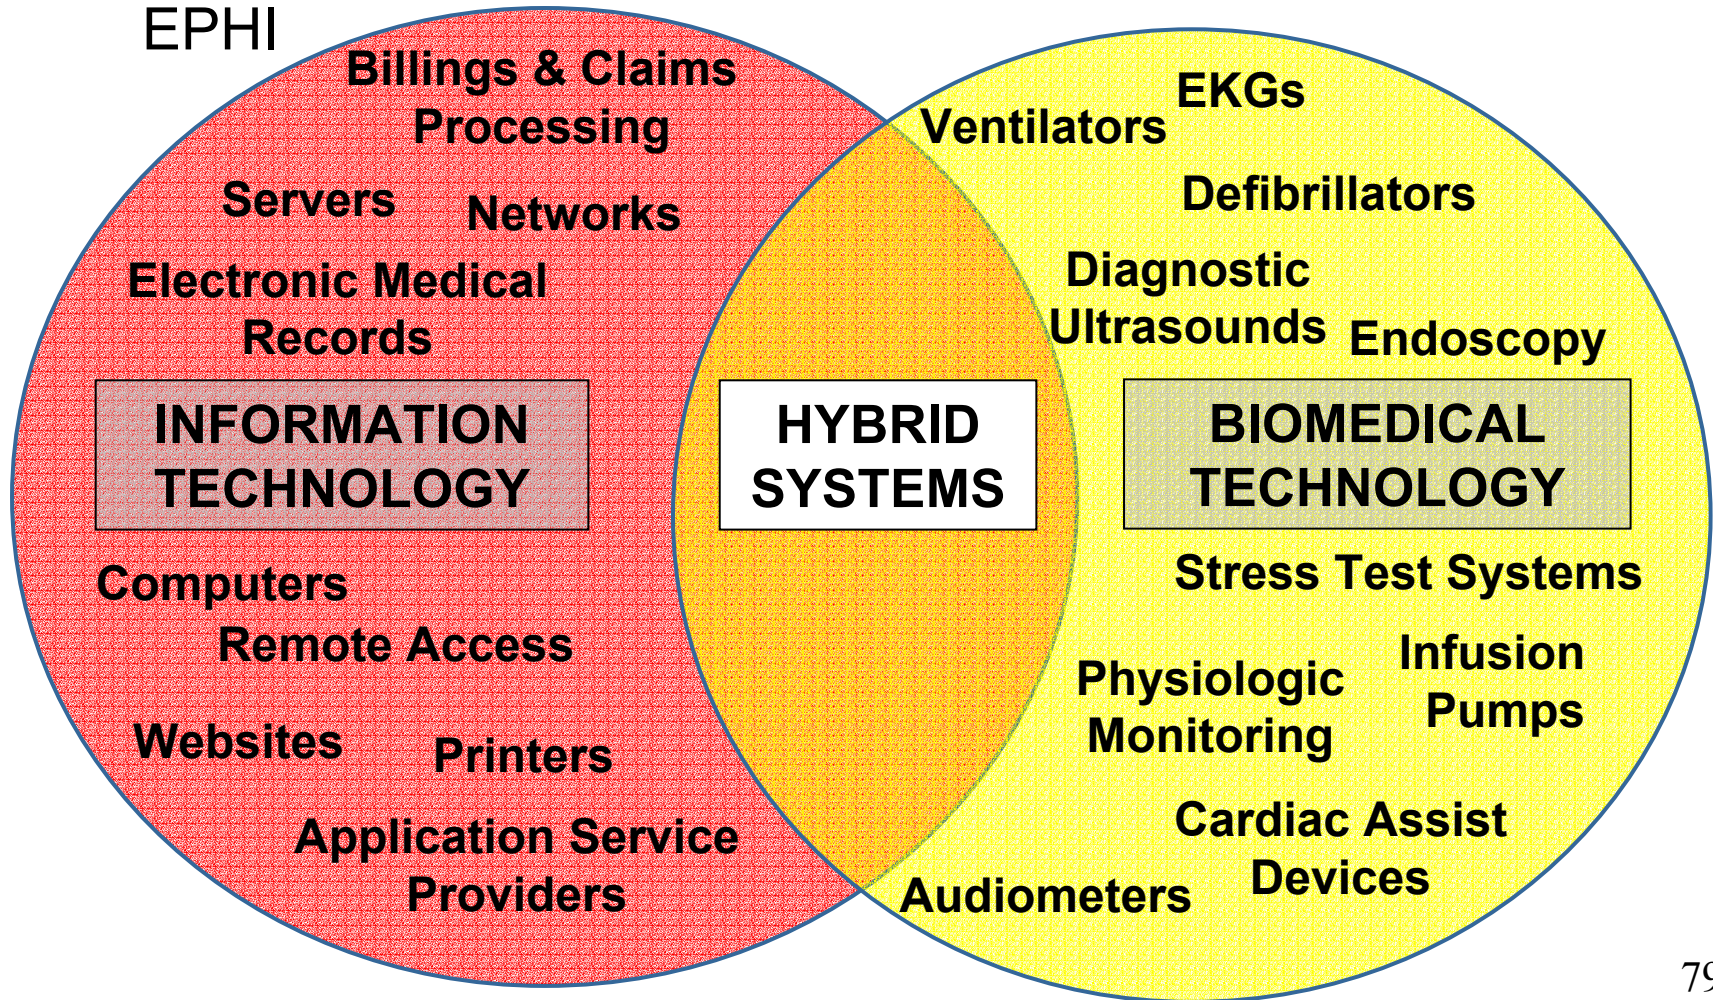 EPHI
Billings & Claims
Processing
Servers
Networks
Electronic Medical
Records
INFORMATION
TECHNOLOGY
Computers
Remote Access
Websites
Printers
Application Service
Providers
HYBRID
SYSTEMS
EKGs
Ventilators
Defibrillators
Diagnostic
Ultrasounds
Endoscopy
BIOMEDICAL
TECHNOLOGY
Stress Test Systems
Infusion
Pumps
Physiologic
Monitoring
Cardiac Assist
Devices
Audiometers
79